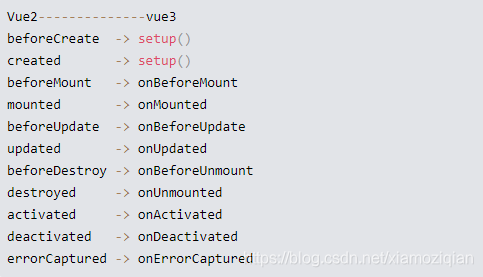 Vue2---------------vue3
beforeCreate  -> setup()
created       -> setup()
beforeMount   -> onBeforeMount
mounted       -> onMounted
beforeUpdate  -> onBeforeUpdate
updated       -> onUpdated
beforeDestroy -> onBeforeUnmount
destroyed     -> onUnmounted
activated     -> onActivated
deactivated   -> onDeactivated
errorCaptured -> onErrorCaptured
https://blog.csdn.net/xiamoziqian